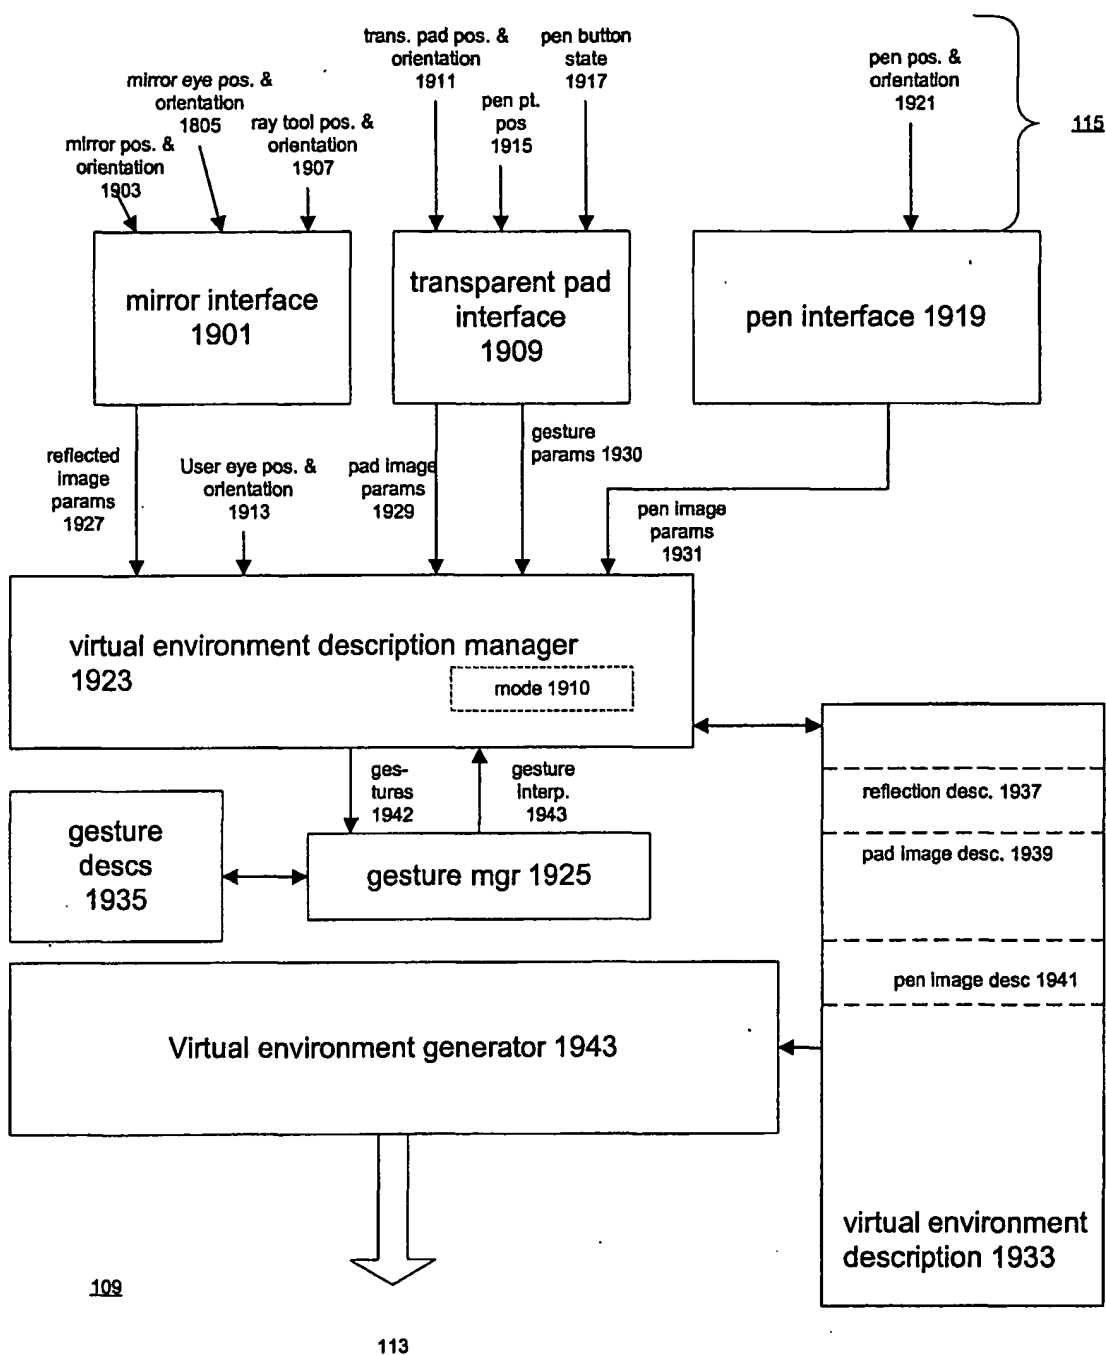 trans. pad pos. &
orientation
1911
pen button
state
1917
pen pos. &
orientation
1921
115
mirror eye pos. &
orientation
1805
pen pt.
pos
1915
ray tool pos. &
orientation
1907
mirror pos. &
orientation
1903
mirror interface
1901
transparent pad
interface
1909
pen interface 1919
reflected
image
params
1927
User eye pos. &
orientation
1913
pad image
params
1929
gesture
params 1930
pen image
params
1931
virtual environment description manager
1923
mode 1910
ges-
tures
1942
gesture
interp.
1943
reflection desc. 1937
pad image desc. 1939
pen image desc 1941
gesture
descs
1935
gesture mgr 1925
Virtual environment generator 1943
virtual environment
description 1933
109
113